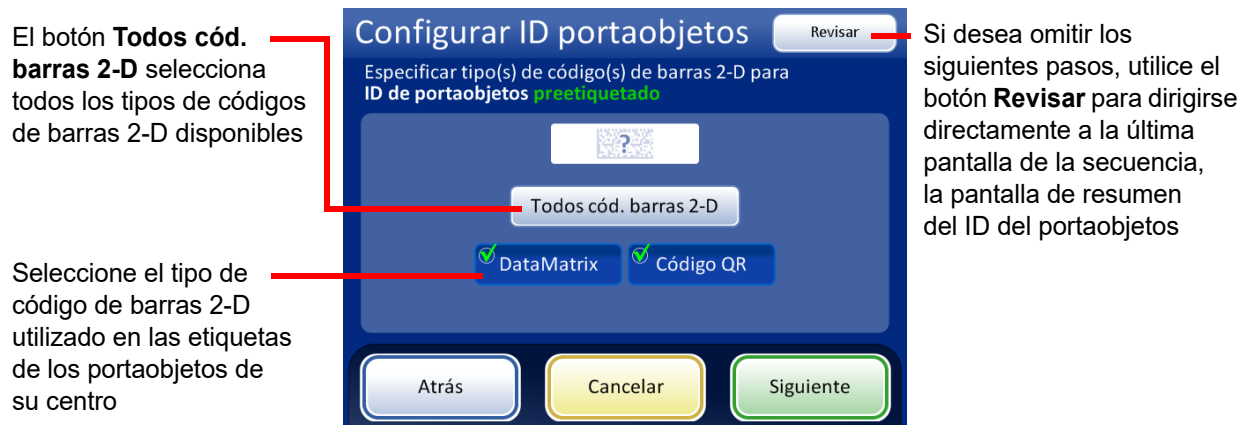 El botón Todos cód.
barras 2-D selecciona
todos los tipos de códigos
de barras 2-D disponibles
Seleccione el tipo de
código de barras 2-D
utilizado en las etiquetas
de los portaobjetos de
su centro
Configurar ID portaobjetos
Revisar
Especificar tipo(s) de código(s) de barras 2-D para
ID de portaobjetos preetiquetado
?
Todos cód. barras 2-D
DataMatrix
Código QR
Atrás
Cancelar
Siguiente
Si desea omitir los
siguientes pasos, utilice el
botón Revisar para dirigirse
directamente a la última
pantalla de la secuencia,
la pantalla de resumen
del ID del portaobjetos